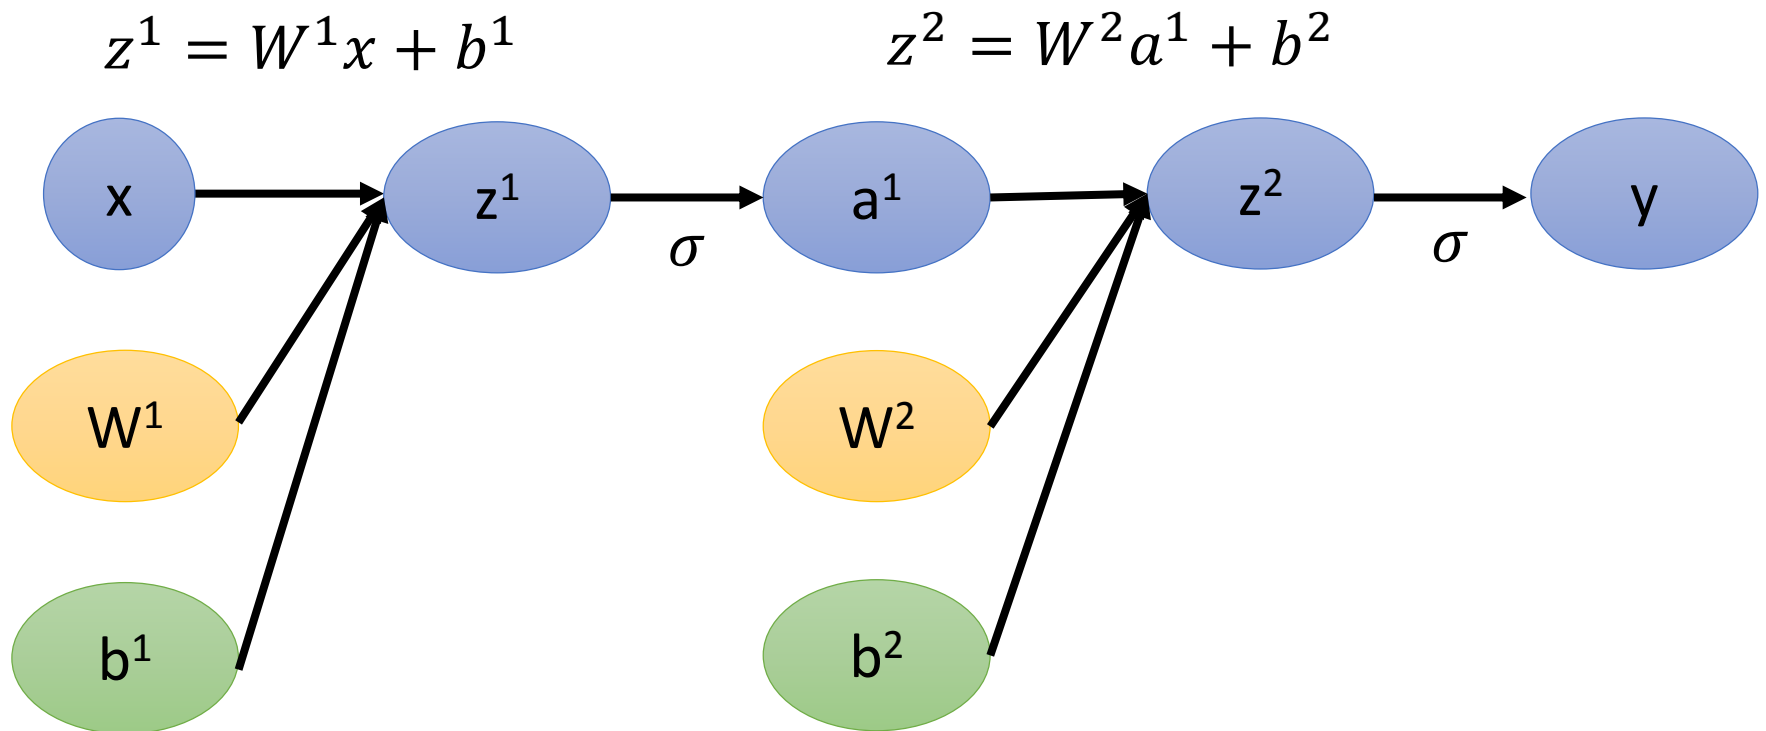 z¹ = W¹x + b¹
z² = W²a¹ + b²
x
z¹
a¹
z²
y
σ
σ
W¹
W²
b¹
b²